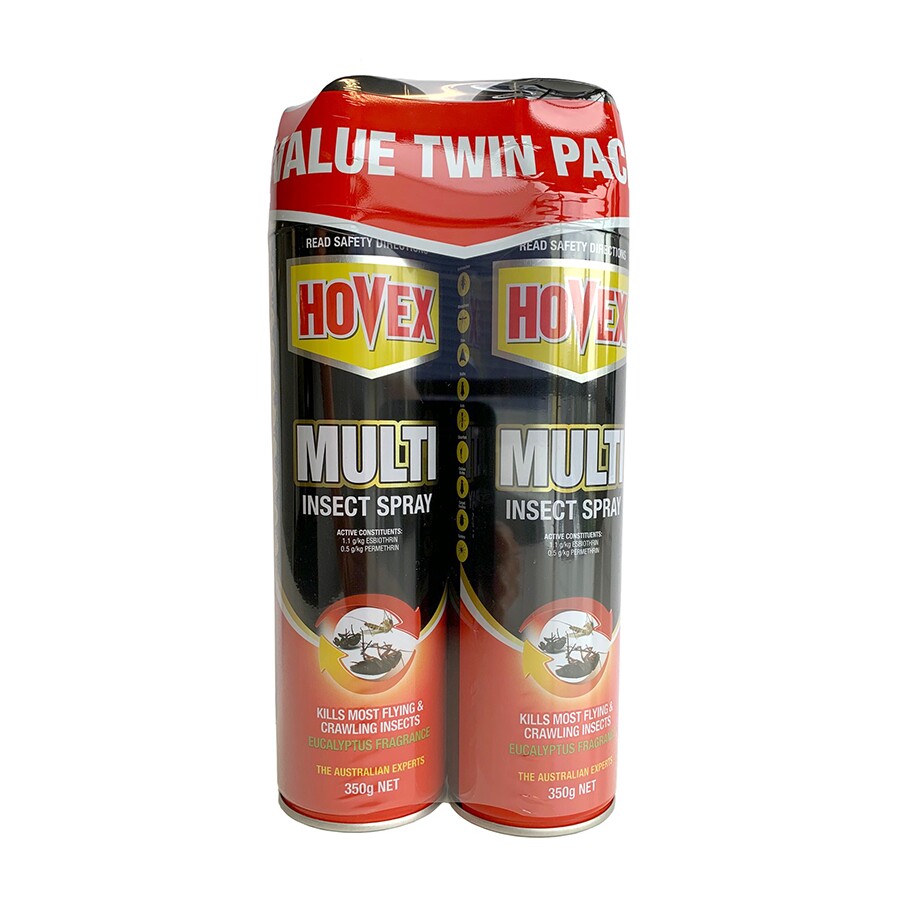 VALUE TWIN PAC
READ SAFETY DIRECTIONS
HOVEX
MULTI
INSECT SPRAY
ACTIVE CONSTITUENTS:
1.1 g/kg ESBIOTHRIN
0.5 g/kg PERMETHRIN
KILLS MOST FLYING &
CRAWLING INSECTS
EUCALYPTUS FRAGRANCE
THE AUSTRALIAN EXPERTS
350g NET
READ SAFETY DIRECTIONS
HOVEX
MULTI
INSECT SPRAY
ACTIVE CONSTITUENTS:
1.1 g/kg ESBIOTHRIN
0.5 g/kg PERMETHRIN
KILLS MOST FLYING &
CRAWLING INSECTS
EUCALYPTUS FRAGRANCE
THE AUSTRALIAN EXPERTS
350g NET